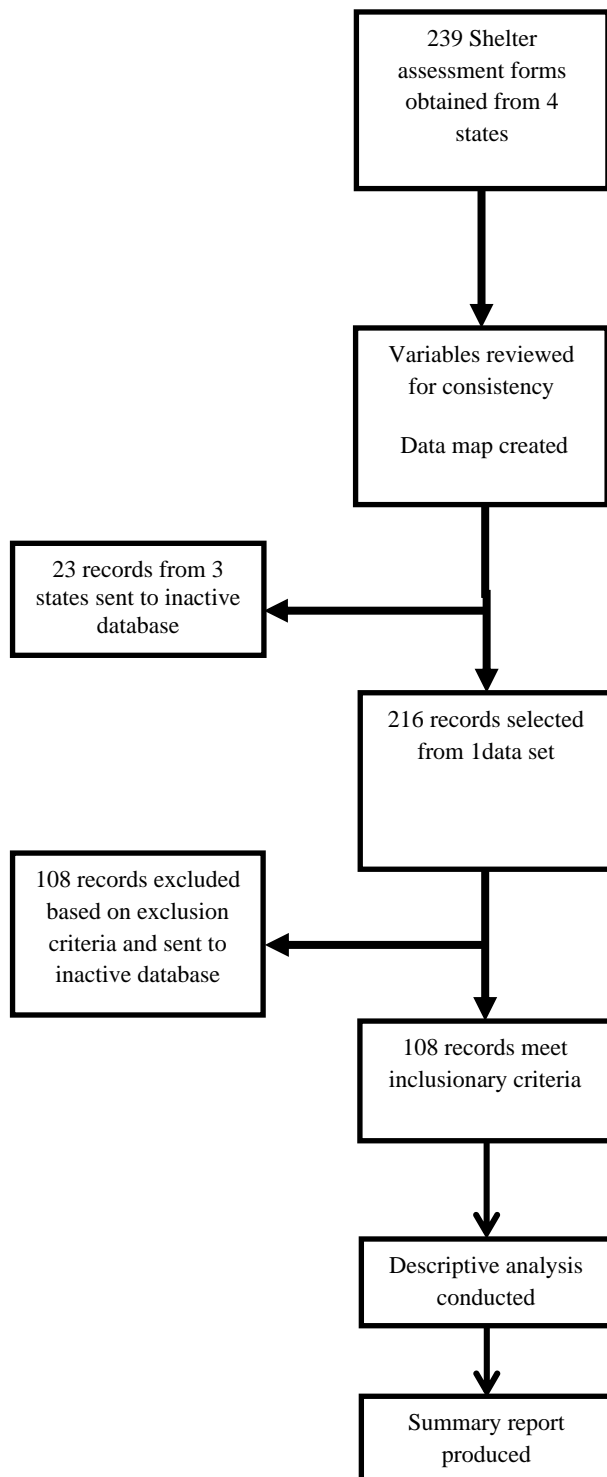 239 Shelter
assessment forms
obtained from 4
states
Variables reviewed
for consistency
Data map created
23 records from 3
states sent to inactive
database
216 records selected
from 1data set
108 records excluded
based on exclusion
criteria and sent to
inactive database
108 records meet
inclusionary criteria
Descriptive analysis
conducted
Summary report
produced